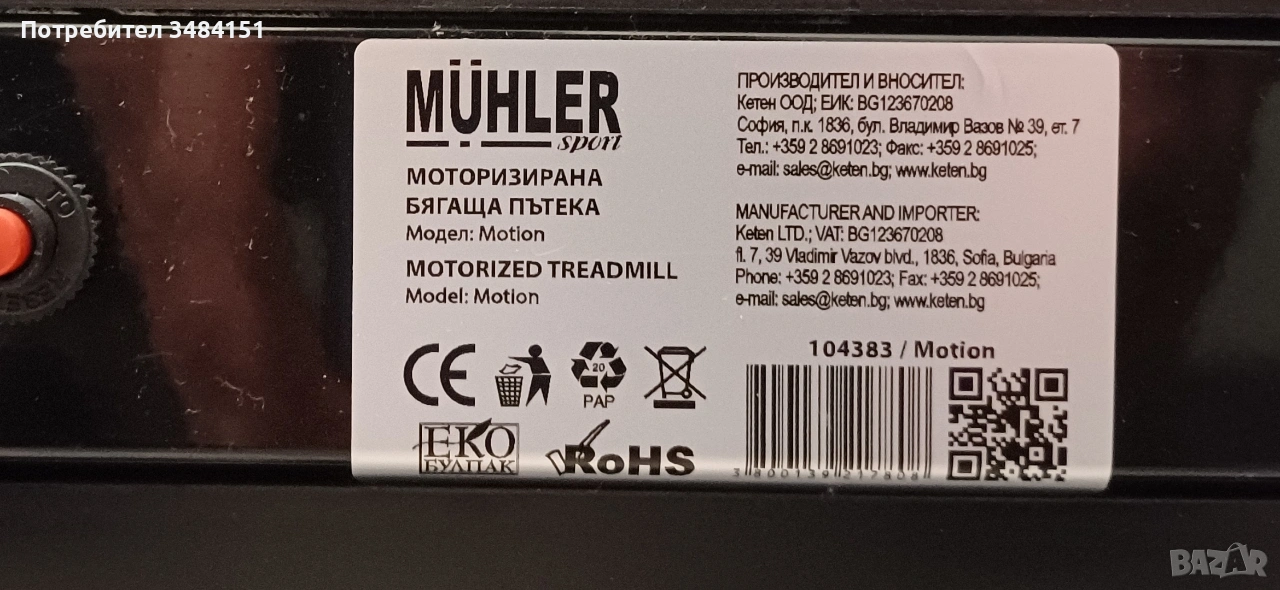 Потребител 3484151
MÜHLER
sport
МОТОРИЗИРАНА
БЯГАЩА ПЪТЕКА
Модел: Motion
MOTORIZED TREADMILL
Model: Motion
ПРОИЗВОДИТЕЛ И ВНОСИТЕЛ:
Кетен ООД; ЕИК: BG123670208
София, п.к. 1836, бул. Владимир Вазов № 39, ет. 7
Тел.: +359 2 8691023; Факс: +359 2 8691025;
e-mail: sales@keten.bg; www.keten.bg
MANUFACTURER AND IMPORTER:
Keten LTD.; VAT: BG123670208
fl. 7, 39 Vladimir Vazov blvd., 1836, Sofia, Bulgaria
Phone: +359 2 8691023; Fax: +359 2 8691025;
e-mail: sales@keten.bg; www.keten.bg
104383 / Motion
CE
20
PAP
ЕКО
БУЛПАК
RoHS
3 800139 217808
BAZAR